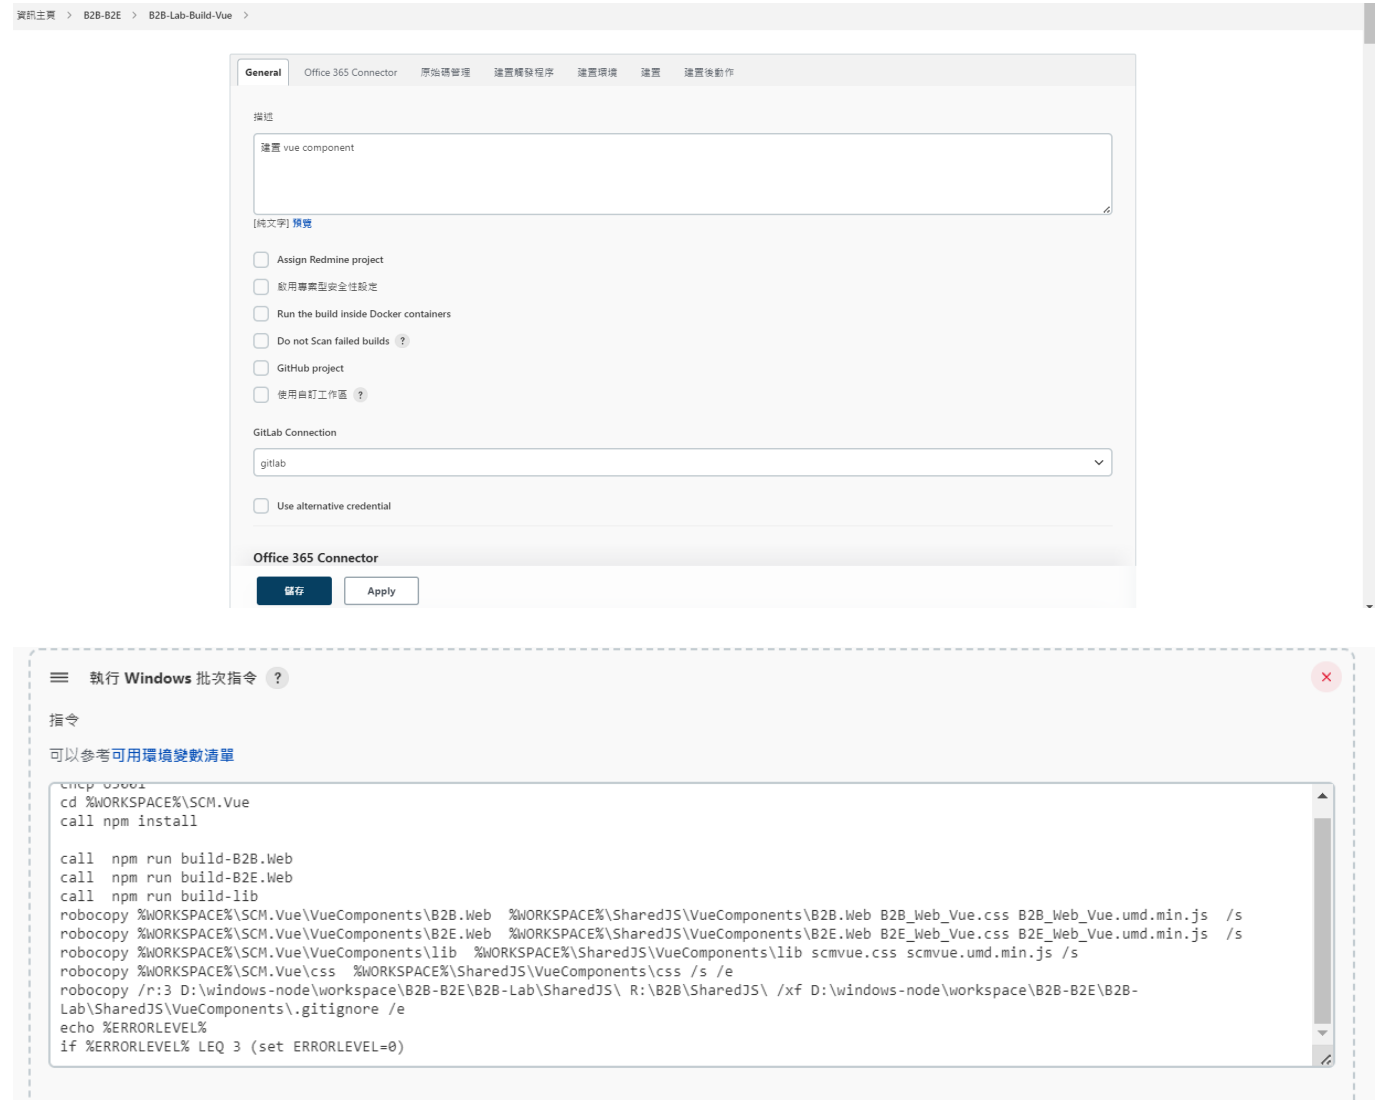 資訊主頁 > B2B-B2E > B2B-Lab-Build-Vue >
General Office 365 Connector 原始碼管理 建置觸發程序 建置環境 建置 建置後動作
描述
建置 vue component
[純文字] 預覽
Assign Redmine project
啟用專案型安全性設定
Run the build inside Docker containers
Do not Scan failed builds ?
GitHub project
使用自訂工作區 ?
GitLab Connection
gitlab
Use alternative credential
Office 365 Connector
儲存 Apply
執行 Windows 批次指令 ?
指令
可以參考可用環境變數清單
chcp 65001
cd %WORKSPACE%\SCM.Vue
call npm install
call  npm run build-B2B.Web
call  npm run build-B2E.Web
call  npm run build-lib
robocopy %WORKSPACE%\SCM.Vue\VueComponents\B2B.Web  %WORKSPACE%\SharedJS\VueComponents\B2B.Web B2B_Web_Vue.css B2B_Web_Vue.umd.min.js  /s
robocopy %WORKSPACE%\SCM.Vue\VueComponents\B2E.Web  %WORKSPACE%\SharedJS\VueComponents\B2E.Web B2E_Web_Vue.css B2E_Web_Vue.umd.min.js  /s
robocopy %WORKSPACE%\SCM.Vue\VueComponents\lib  %WORKSPACE%\SharedJS\VueComponents\lib scmvue.css scmvue.umd.min.js /s
robocopy %WORKSPACE%\SCM.Vue\css  %WORKSPACE%\SharedJS\VueComponents\css /s /e
robocopy /r:3 D:\windows-node\workspace\B2B-B2E\B2B-Lab\SharedJS\ R:\B2B\SharedJS\ /xf D:\windows-node\workspace\B2B-B2E\B2B-
Lab\SharedJS\VueComponents\.gitignore /e
echo %ERRORLEVEL%
if %ERRORLEVEL% LEQ 3 (set ERRORLEVEL=0)